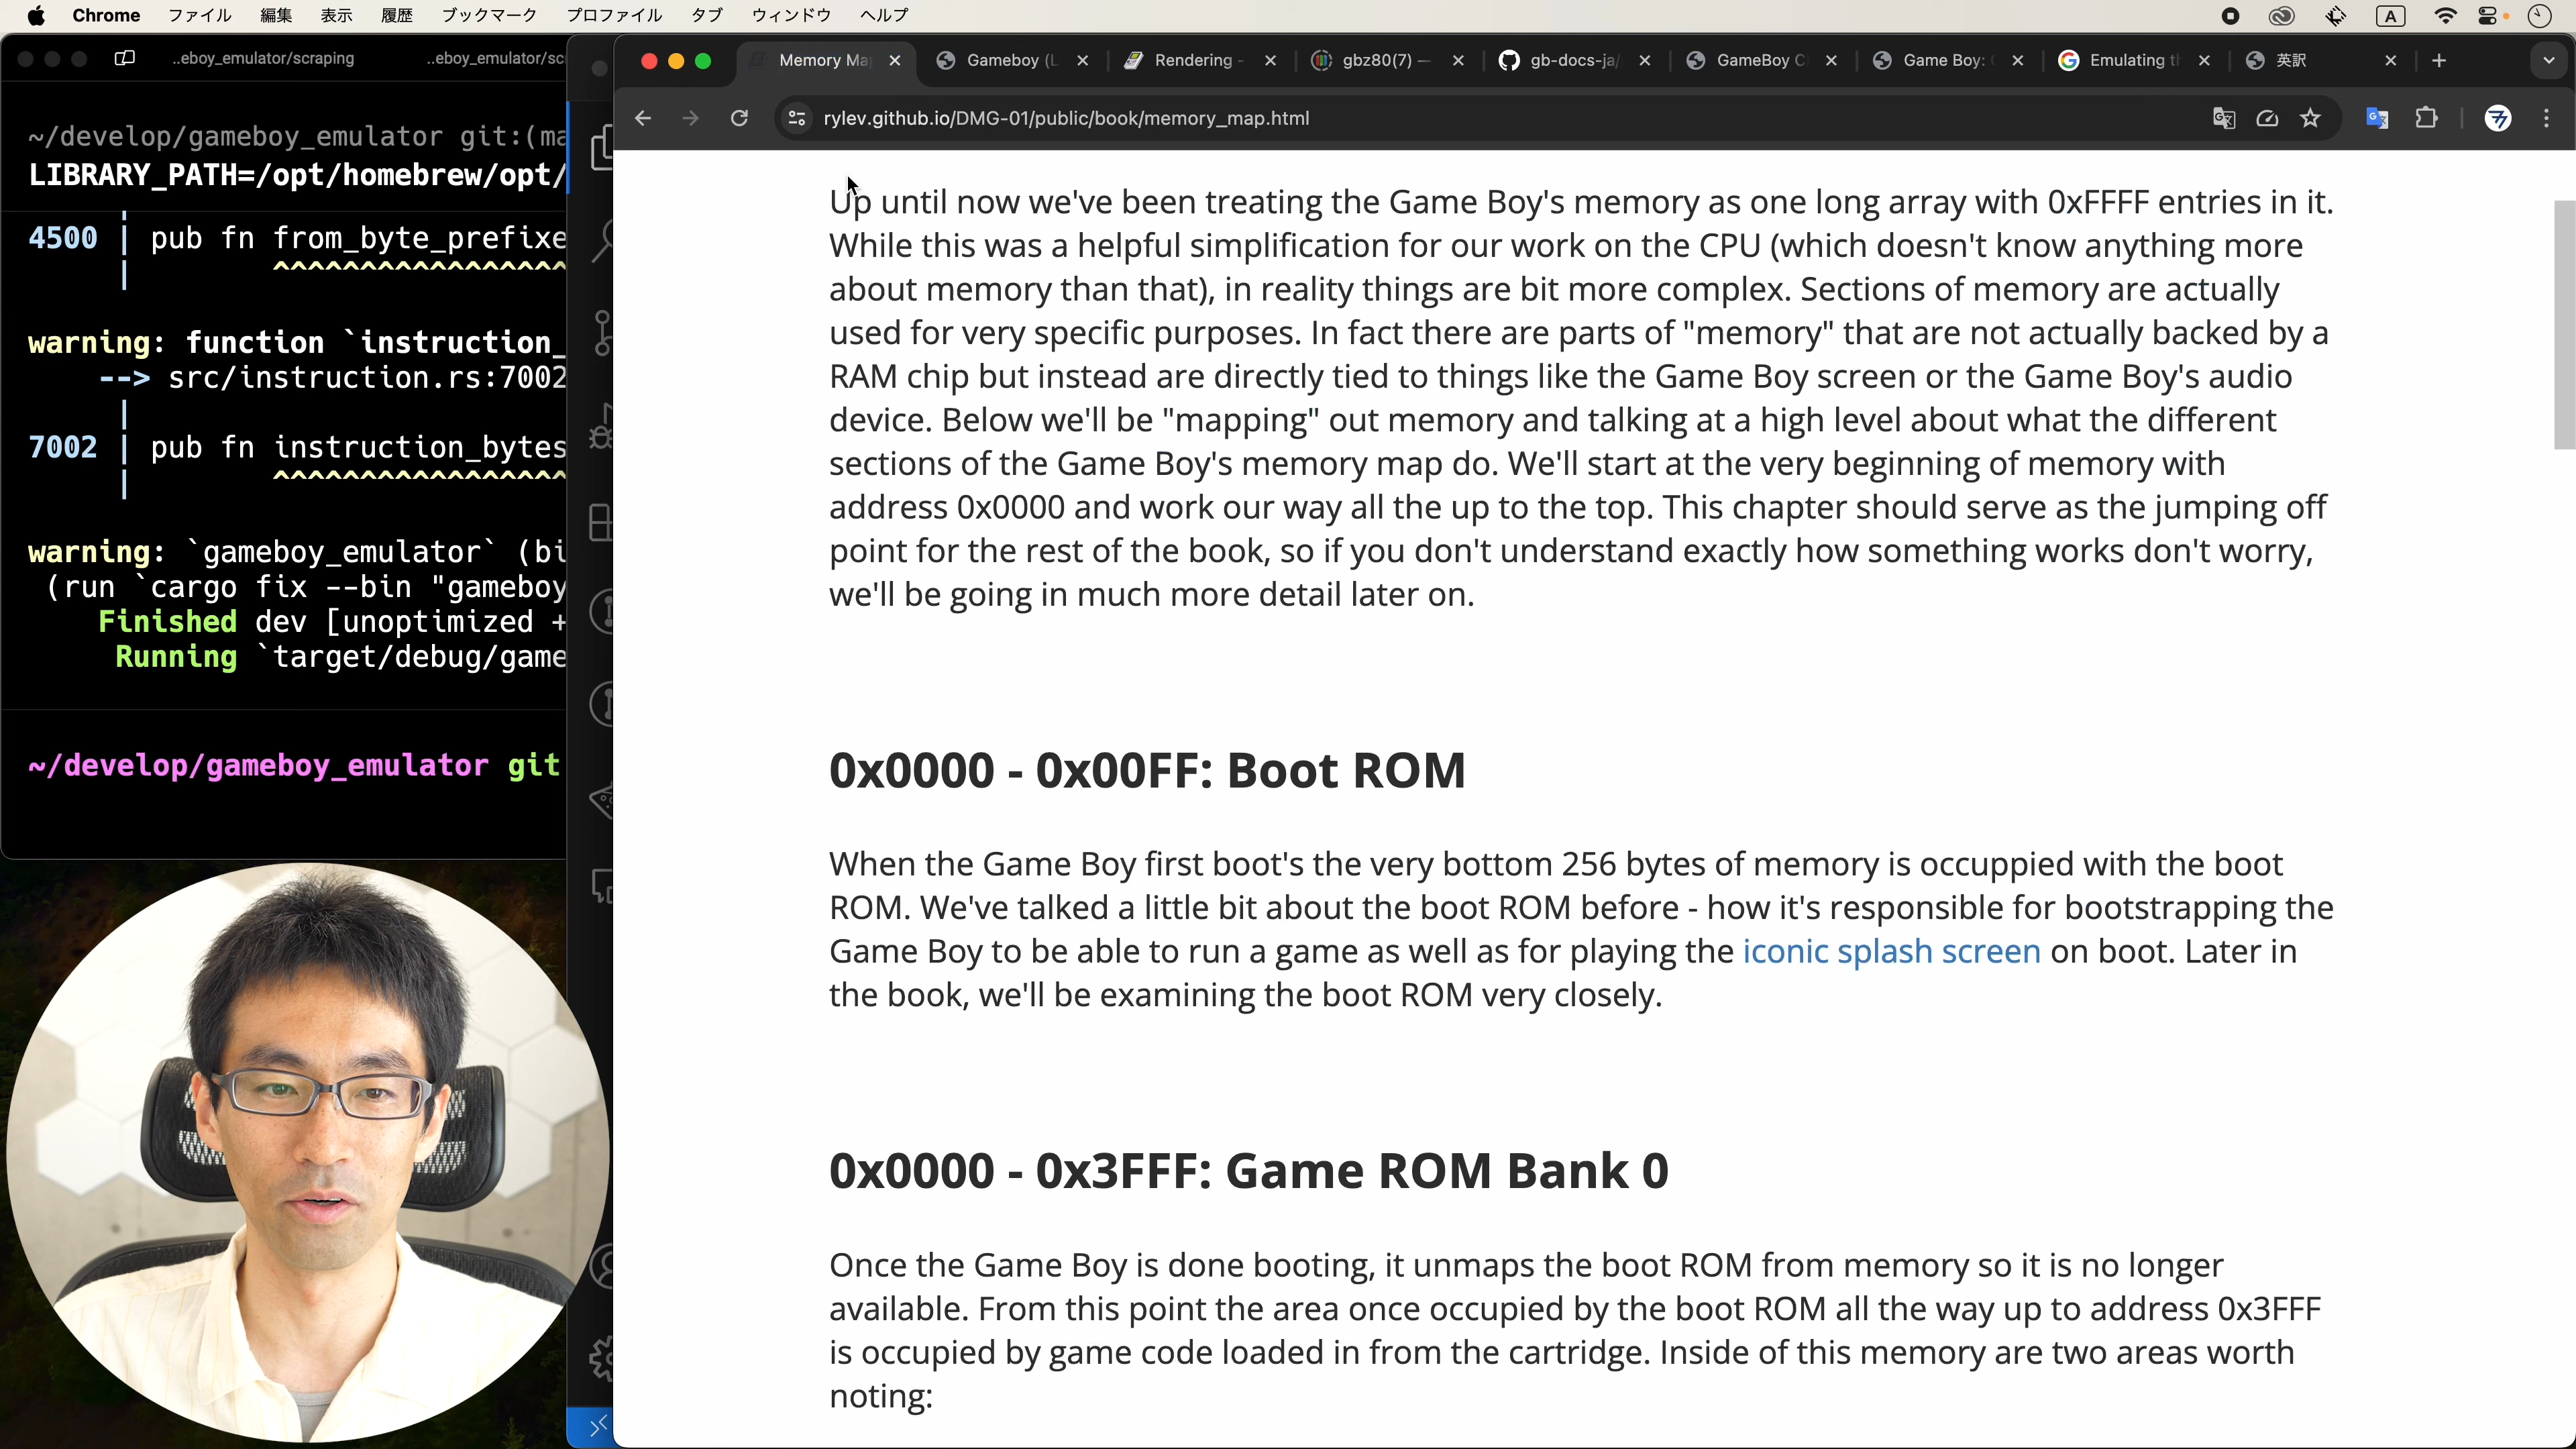 Chrome ファイル 編集 表示 履歴 ブックマーク プロファイル タブ ウィンドウ ヘルプ
A
..eboy_emulator/scraping
..eboy_emulator/sc
~/develop/gameboy_emulator git:(ma
LIBRARY_PATH=/opt/homebrew/opt/
4500 | pub fn from_byte_prefixe
^^^^^^^^^^^^^^^^^
warning: function `instruction_
--> src/instruction.rs:7002
7002 | pub fn instruction_bytes
^^^^^^^^^^^^^^^^^
warning: `gameboy_emulator` (bi
(run `cargo fix --bin "gameboy
Finished dev [unoptimized +
Running `target/debug/game
~/develop/gameboy_emulator git
Memory Ma
Gameboy (L
Rendering -
gbz80(7) —
gb-docs-ja/
GameBoy C
Game Boy:
Emulating t
英訳
rylev.github.io/DMG-01/public/book/memory_map.html
Up until now we've been treating the Game Boy's memory as one long array with 0xFFFF entries in it.
While this was a helpful simplification for our work on the CPU (which doesn't know anything more
about memory than that), in reality things are bit more complex. Sections of memory are actually
used for very specific purposes. In fact there are parts of "memory" that are not actually backed by a
RAM chip but instead are directly tied to things like the Game Boy screen or the Game Boy's audio
device. Below we'll be "mapping" out memory and talking at a high level about what the different
sections of the Game Boy's memory map do. We'll start at the very beginning of memory with
address 0x0000 and work our way all the up to the top. This chapter should serve as the jumping off
point for the rest of the book, so if you don't understand exactly how something works don't worry,
we'll be going in much more detail later on.
0x0000 - 0x00FF: Boot ROM
When the Game Boy first boot's the very bottom 256 bytes of memory is occuppied with the boot
ROM. We've talked a little bit about the boot ROM before - how it's responsible for bootstrapping the
Game Boy to be able to run a game as well as for playing the iconic splash screen on boot. Later in
the book, we'll be examining the boot ROM very closely.
0x0000 - 0x3FFF: Game ROM Bank 0
Once the Game Boy is done booting, it unmaps the boot ROM from memory so it is no longer
available. From this point the area once occupied by the boot ROM all the way up to address 0x3FFF
is occupied by game code loaded in from the cartridge. Inside of this memory are two areas worth
noting: